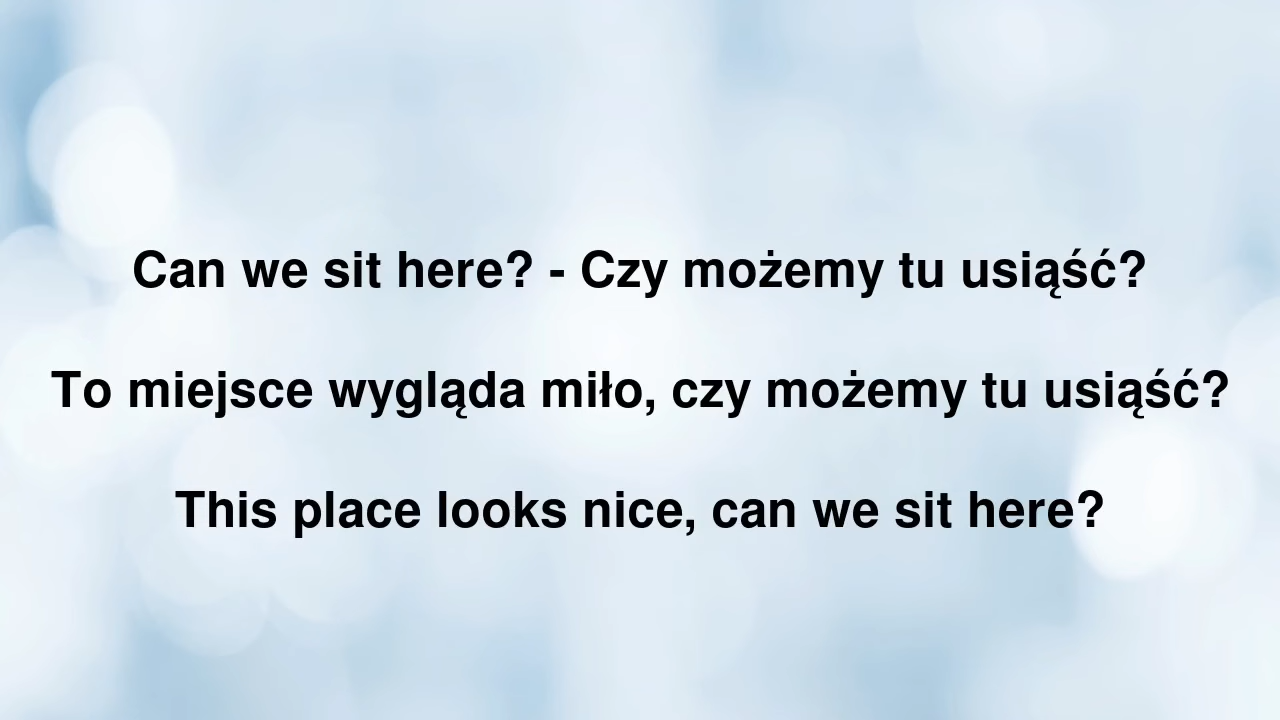 Can we sit here? - Czy możemy tu usiąść?
To miejsce wygląda miło, czy możemy tu usiąść?
This place looks nice, can we sit here?